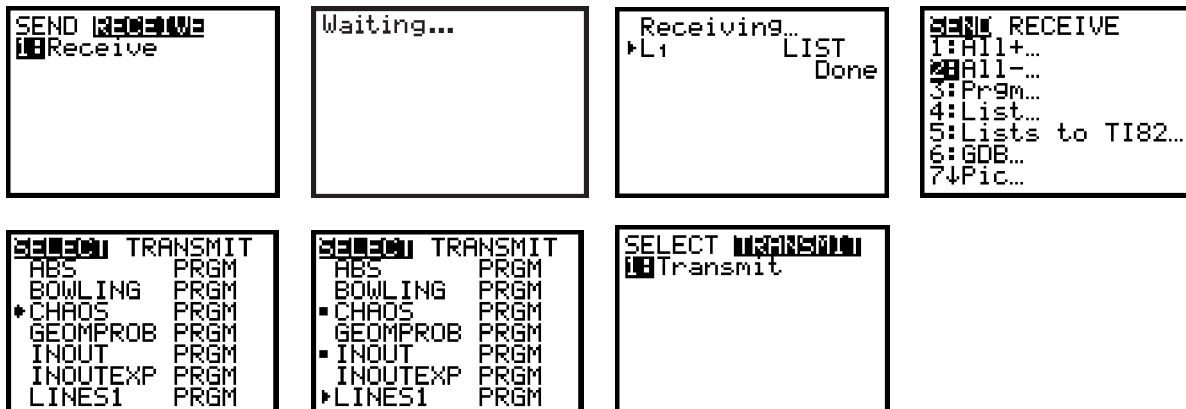 SEND RECEIVE
1:Receive
Waiting...
Receiving...
L1 LIST
Done
SEND RECEIVE
1:All+...
2:All-...
3:Prgm...
4:List...
5:Lists to TI82...
6:GDB...
7↓Pic...
SELECT TRANSMIT
ABS PRGM
BOWLING PRGM
CHAOS PRGM
GEOMPROB PRGM
INOUT PRGM
INOUTEXP PRGM
LINES1 PRGM
SELECT TRANSMIT
ABS PRGM
BOWLING PRGM
CHAOS PRGM
GEOMPROB PRGM
INOUT PRGM
INOUTEXP PRGM
LINES1 PRGM
SELECT TRANSMIT
1:Transmit